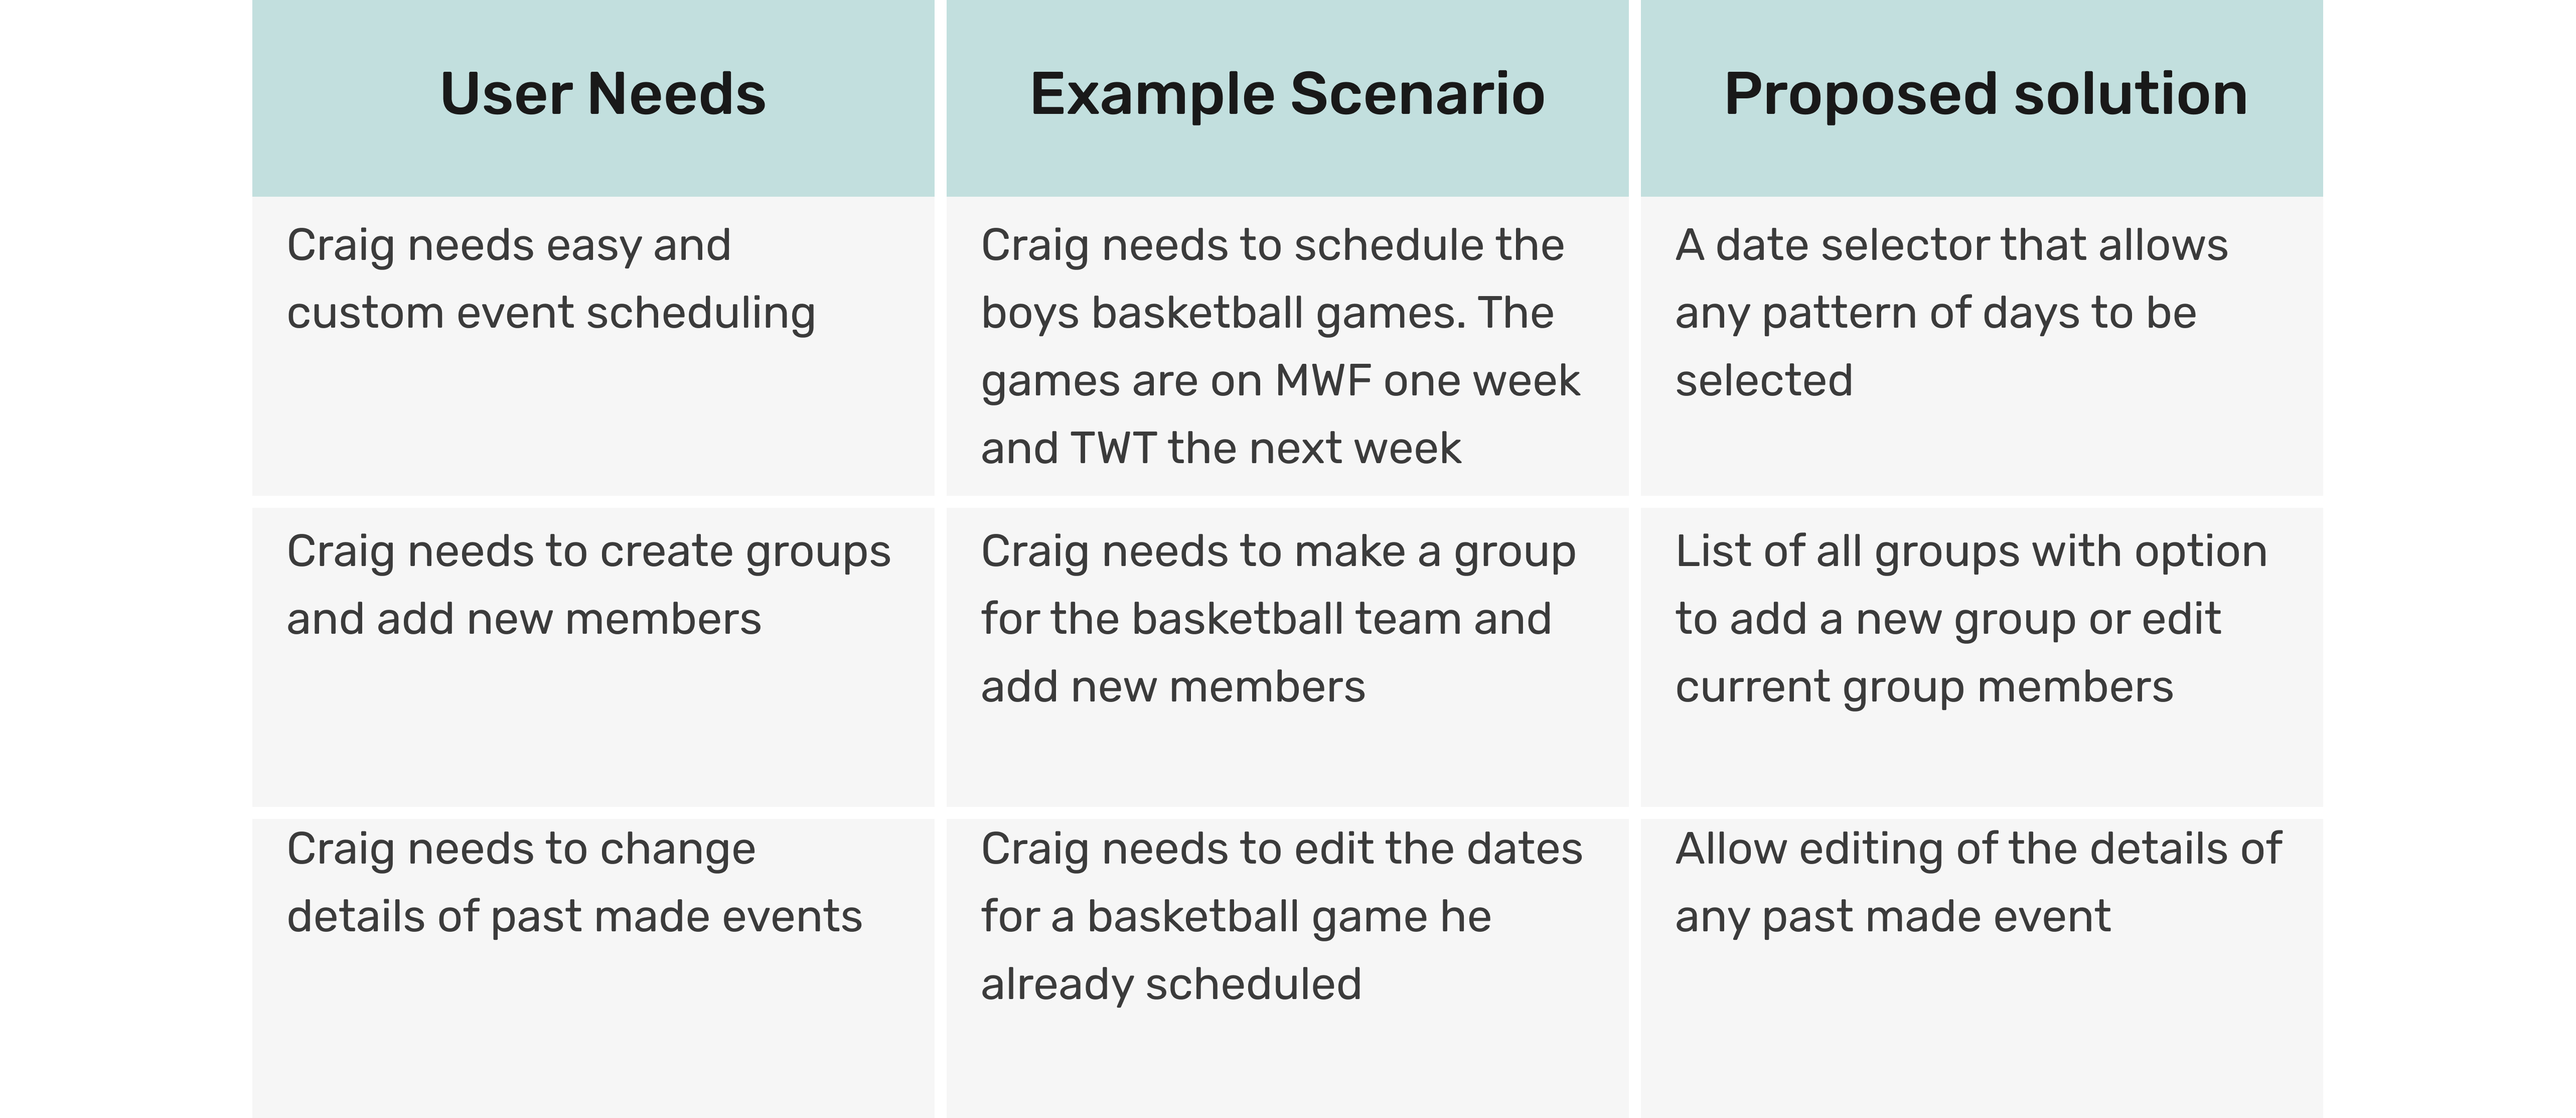 User Needs
Example Scenario
Proposed solution
Craig needs easy and
custom event scheduling
Craig needs to schedule the
boys basketball games. The
games are on MWF one week
and TWT the next week
A date selector that allows
any pattern of days to be
selected
Craig needs to create groups
and add new members
Craig needs to make a group
for the basketball team and
add new members
List of all groups with option
to add a new group or edit
current group members
Craig needs to change
details of past made events
Craig needs to edit the dates
for a basketball game he
already scheduled
Allow editing of the details of
any past made event